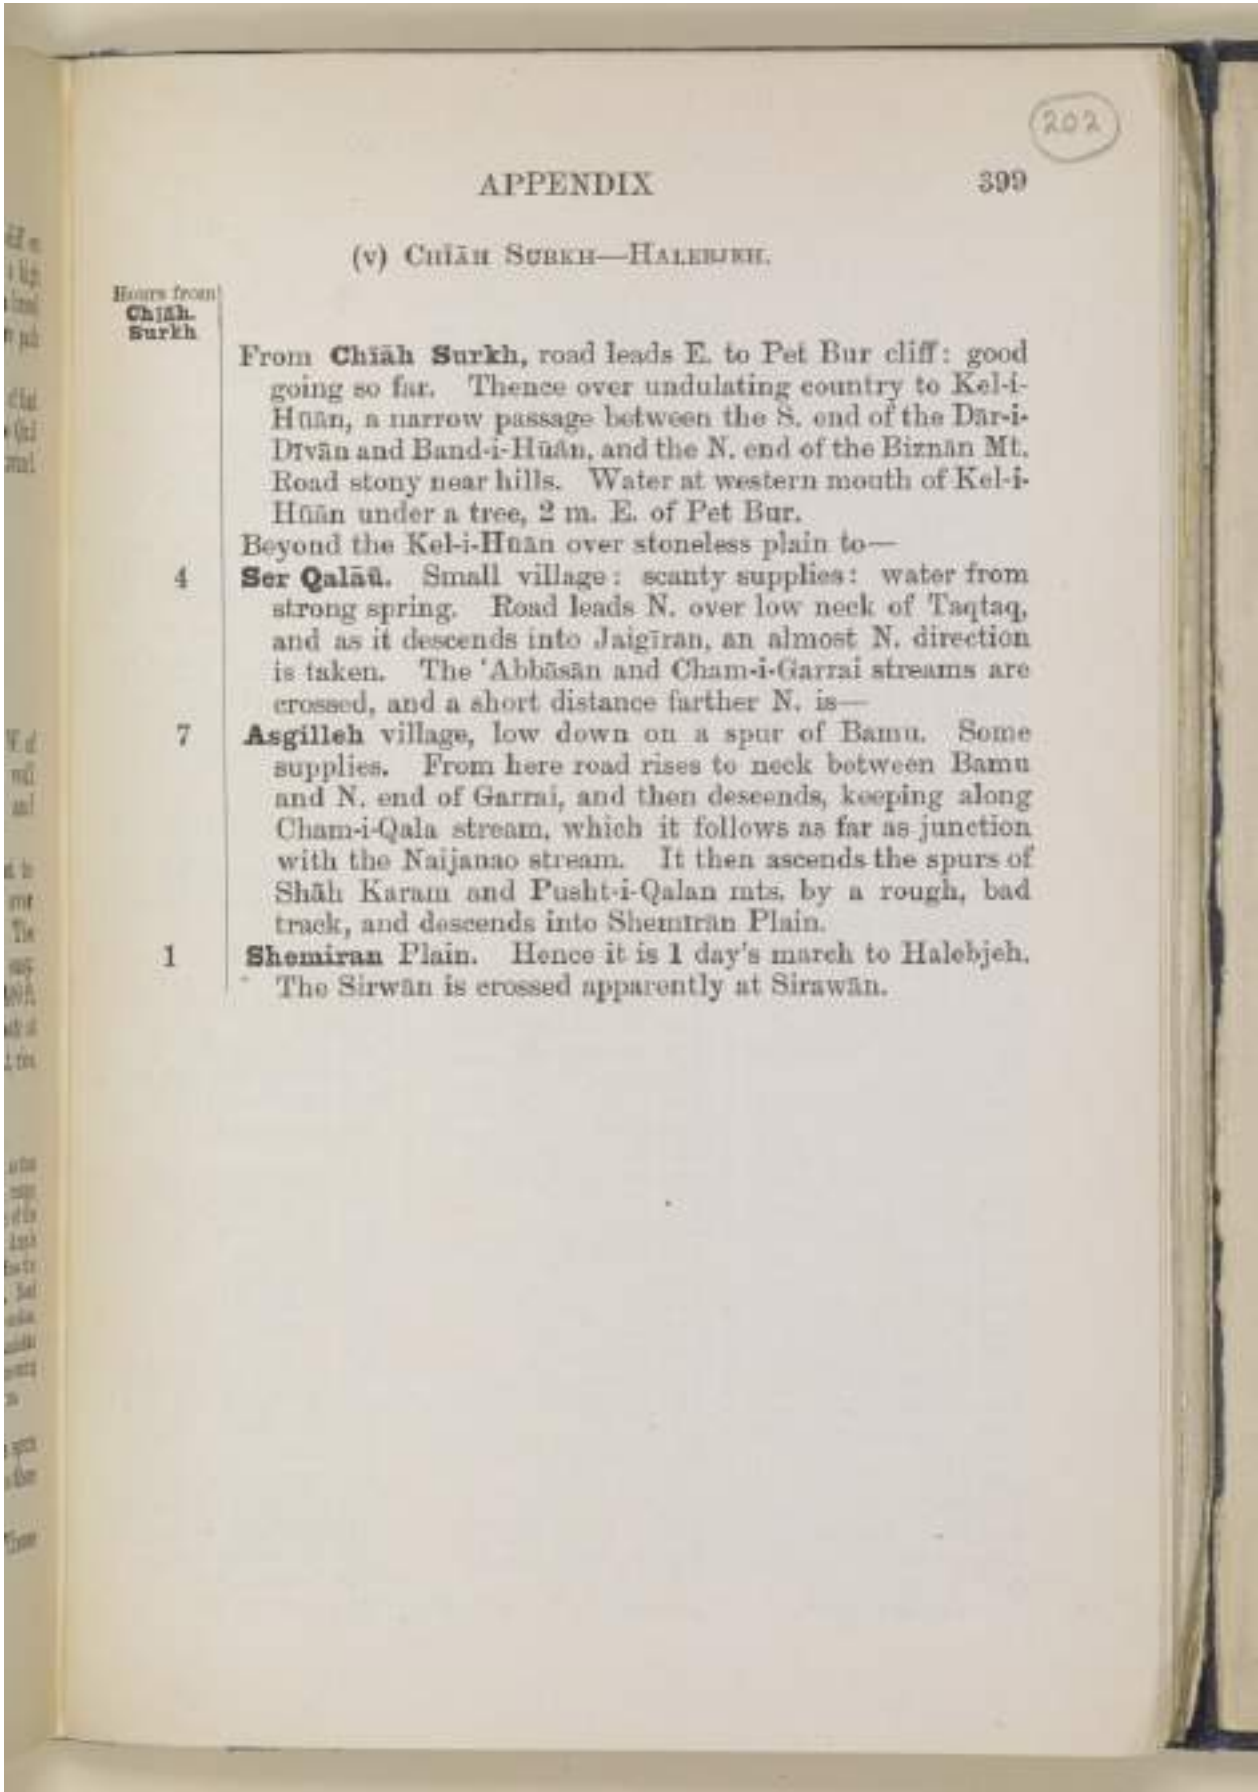 202
APPENDIX 399
(v) CHĪĀH SURKH—HALEBJEH.
Hours from
Chīāh
Surkh
From Chīāh Surkh, road leads E. to Pet Bur cliff: good
going so far. Thence over undulating country to Kel-i-
Hūān, a narrow passage between the S. end of the Dār-i-
Dīvān and Band-i-Hūān, and the N. end of the Biznān Mt.
Road stony near hills. Water at western mouth of Kel-i-
Hūān under a tree, 2 m. E. of Pet Bur.
Beyond the Kel-i-Hūān over stoneless plain to—
4 Ser Qalāū. Small village: scanty supplies: water from
strong spring. Road leads N. over low neck of Taqtaq,
and as it descends into Jaigīran, an almost N. direction
is taken. The ‘Abbāsān and Cham-i-Garrai streams are
crossed, and a short distance farther N. is—
7 Asgilleh village, low down on a spur of Bamu. Some
supplies. From here road rises to neck between Bamu
and N. end of Garrai, and then descends, keeping along
Cham-i-Qala stream, which it follows as far as junction
with the Naijanao stream. It then ascends the spurs of
Shāh Karam and Pusht-i-Qalan mts. by a rough, bad
track, and descends into Shemīrān Plain.
1 Shemiran Plain. Hence it is 1 day's march to Halebjeh.
The Sirwān is crossed apparently at Sirawān.